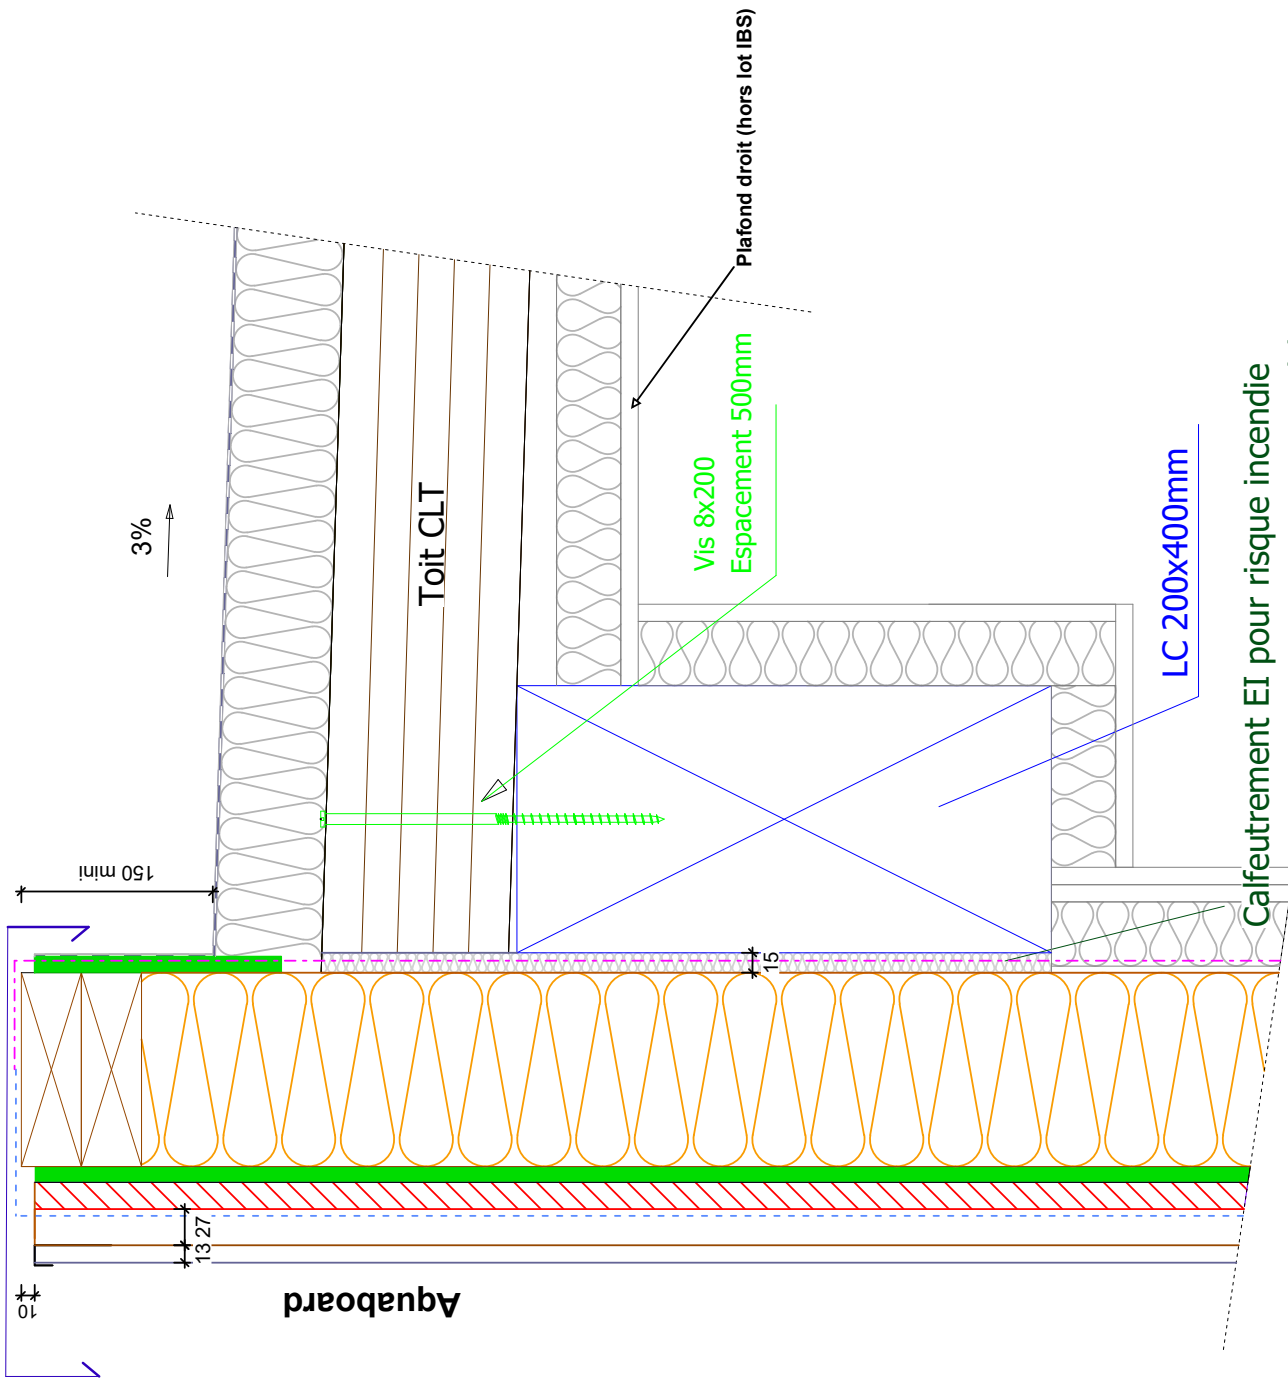 3%
150 mini
Toit CLT
Plafond droit (hors lot IBS)
Vis 8x200
Espacement 500mm
LC 200x400mm
Calfeutrement EI pour risque incendie
15
13 27
10
Aquaboard